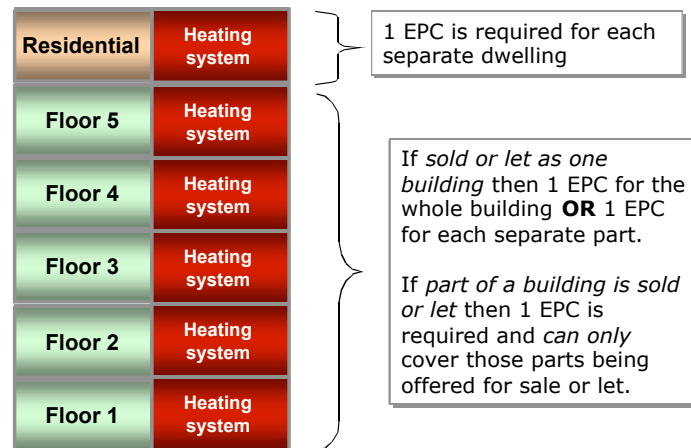 Residential
Heating
system
1 EPC is required for each
separate dwelling
Floor 5
Heating
system
Floor 4
Heating
system
Floor 3
Heating
system
Floor 2
Heating
system
Floor 1
Heating
system
If sold or let as one
building then 1 EPC for the
whole building OR 1 EPC
for each separate part.
If part of a building is sold
or let then 1 EPC is
required and can only
cover those parts being
offered for sale or let.